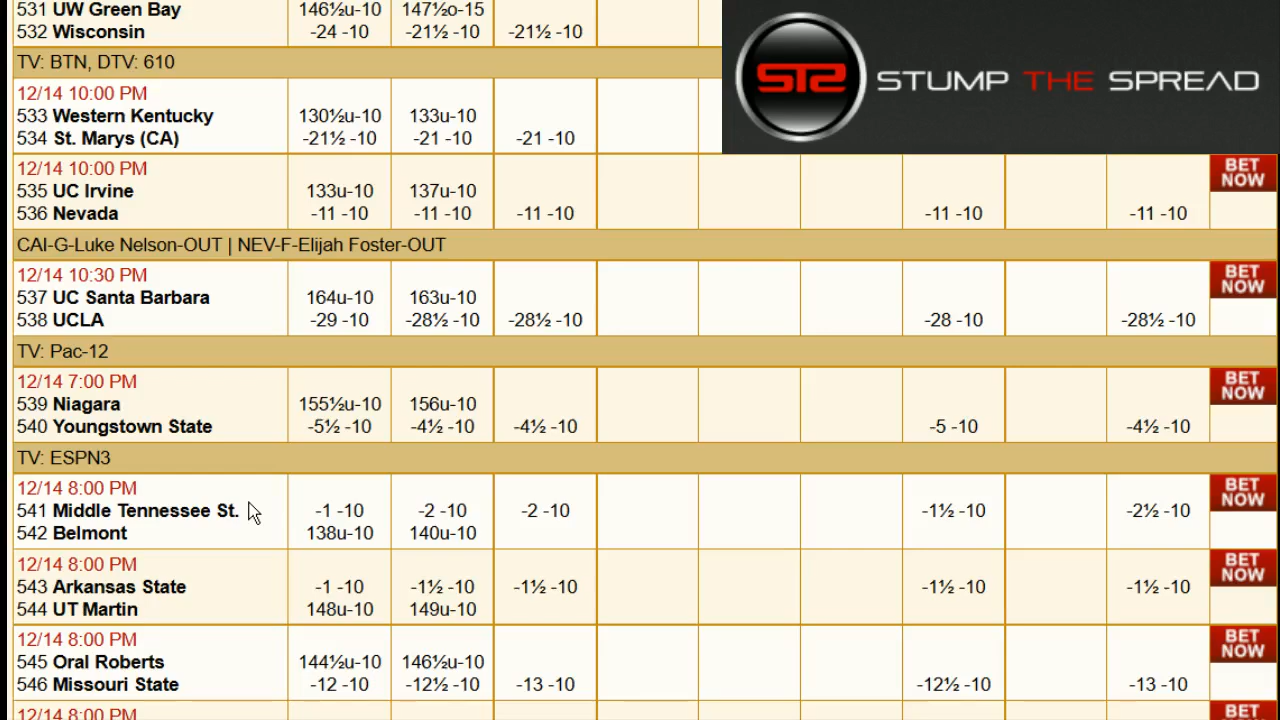 531 UW Green Bay 146½u-10 147½o-15
532 Wisconsin -24 -10 -21½ -10 -21½ -10
STS STUMP THE SPREAD
TV: BTN, DTV: 610
12/14 10:00 PM
533 Western Kentucky 130½u-10 133u-10
534 St. Marys (CA) -21½ -10 -21 -10 -21 -10
12/14 10:00 PM BET NOW
535 UC Irvine 133u-10 137u-10
536 Nevada -11 -10 -11 -10 -11 -10 -11 -10 -11 -10
CAI-G-Luke Nelson-OUT | NEV-F-Elijah Foster-OUT
12/14 10:30 PM BET NOW
537 UC Santa Barbara 164u-10 163u-10
538 UCLA -29 -10 -28½ -10 -28½ -10 -28 -10 -28½ -10
TV: Pac-12
12/14 7:00 PM BET NOW
539 Niagara 155½u-10 156u-10
540 Youngstown State -5½ -10 -4½ -10 -4½ -10 -5 -10 -4½ -10
TV: ESPN3
12/14 8:00 PM BET NOW
541 Middle Tennessee St. -1 -10 -2 -10 -2 -10 -1½ -10 -2½ -10
542 Belmont 138u-10 140u-10
12/14 8:00 PM BET NOW
543 Arkansas State -1 -10 -1½ -10 -1½ -10 -1½ -10 -1½ -10
544 UT Martin 148u-10 149u-10
12/14 8:00 PM BET NOW
545 Oral Roberts 144½u-10 146½u-10
546 Missouri State -12 -10 -12½ -10 -13 -10 -12½ -10 -13 -10
12/14 8:00 PM BET